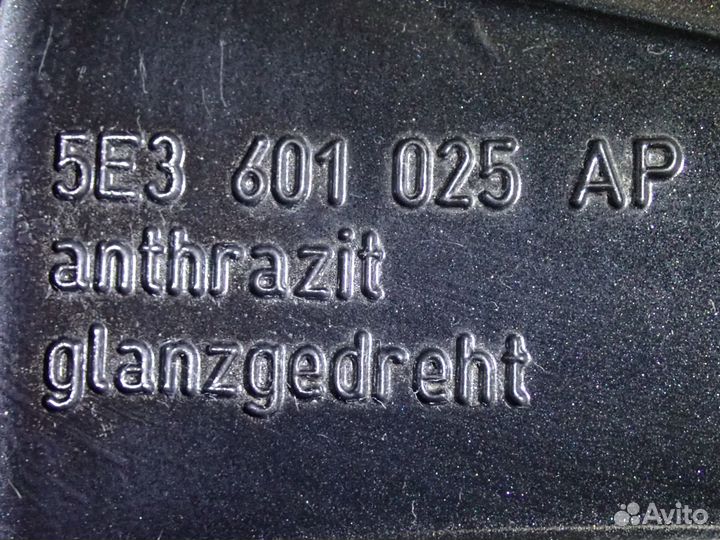 5E3 601 025 AP
anthrazit
glanzgedreht
Avito